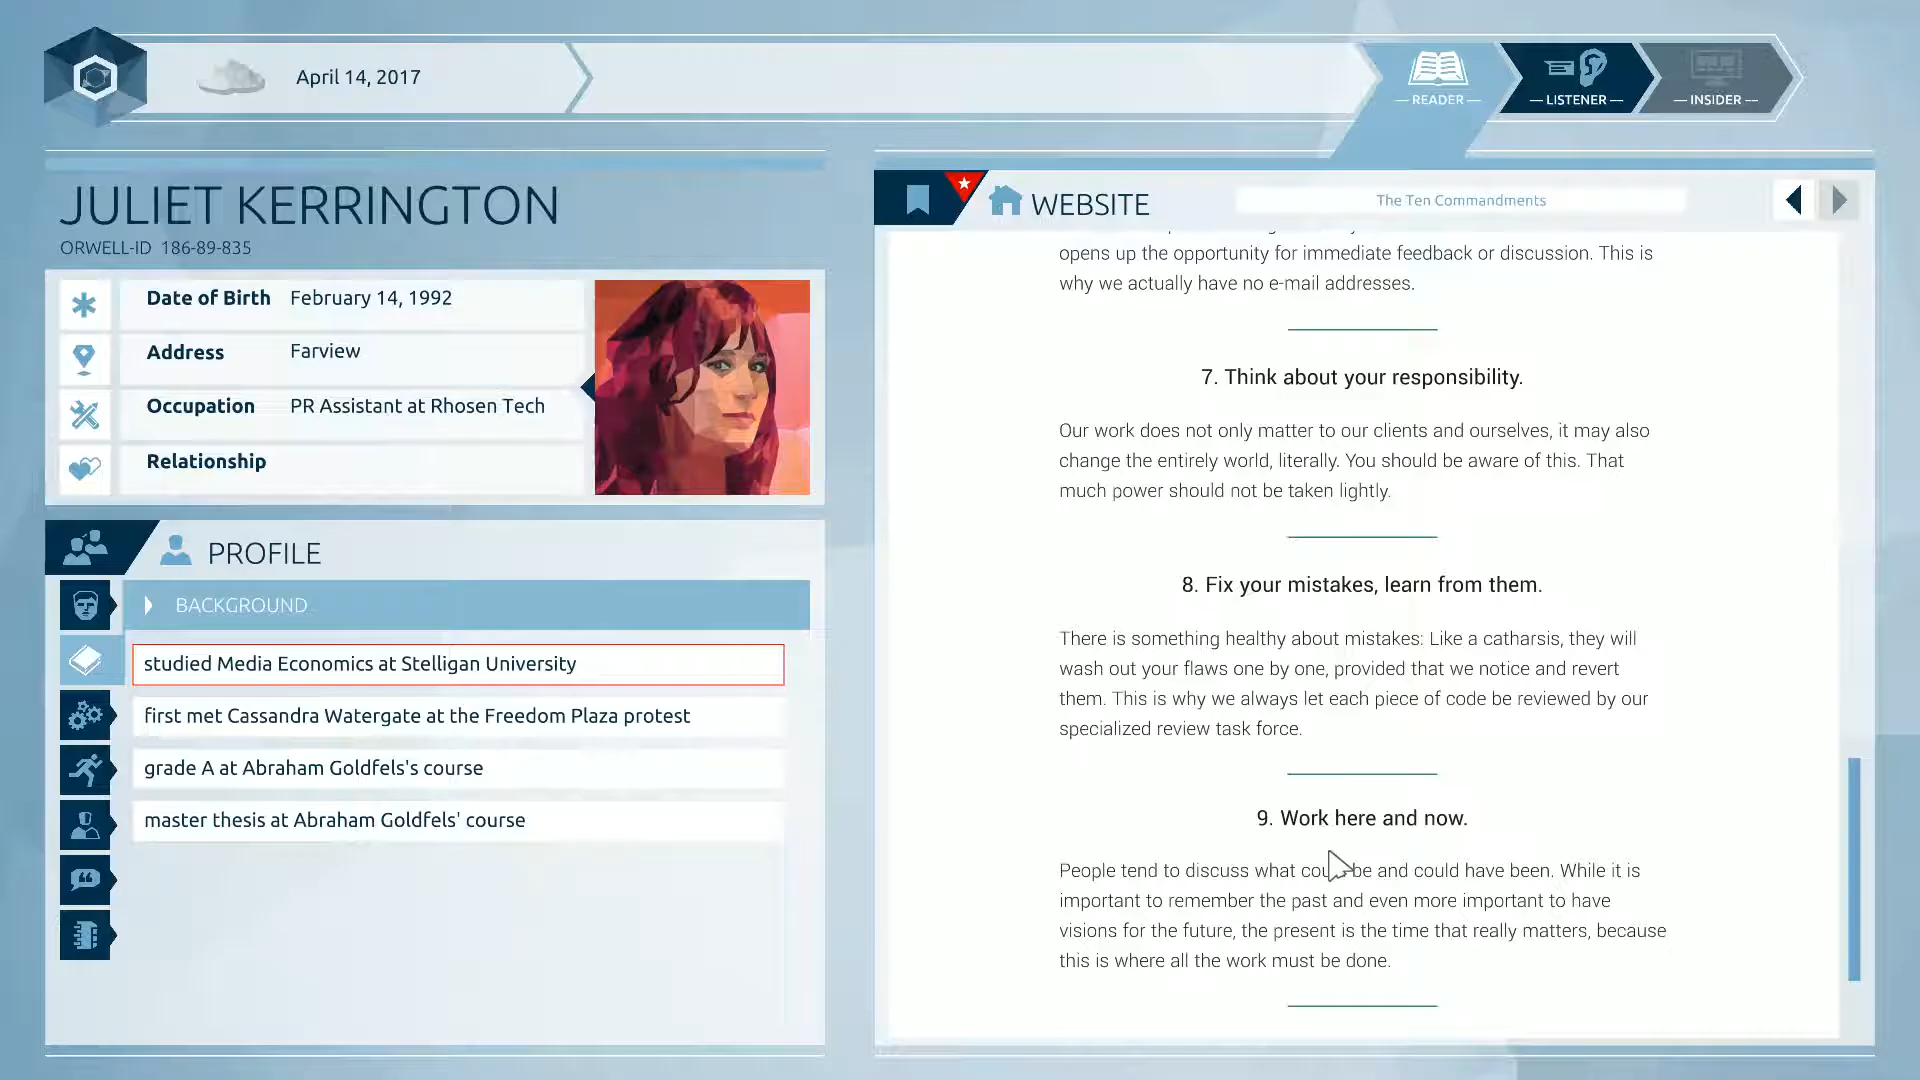 April 14, 2017
READER
LISTENER
INSIDER
JULIET KERRINGTON
ORWELL-ID 186-89-835
Date of Birth February 14, 1992
Address Farview
Occupation PR Assistant at Rhosen Tech
Relationship
PROFILE
BACKGROUND
studied Media Economics at Stelligan University
first met Cassandra Watergate at the Freedom Plaza protest
grade A at Abraham Goldfels's course
master thesis at Abraham Goldfels' course
WEBSITE
The Ten Commandments
opens up the opportunity for immediate feedback or discussion. This is
why we actually have no e-mail addresses.
7. Think about your responsibility.
Our work does not only matter to our clients and ourselves, it may also
change the entirely world, literally. You should be aware of this. That
much power should not be taken lightly.
8. Fix your mistakes, learn from them.
There is something healthy about mistakes: Like a catharsis, they will
wash out your flaws one by one, provided that we notice and revert
them. This is why we always let each piece of code be reviewed by our
specialized review task force.
9. Work here and now.
People tend to discuss what could be and could have been. While it is
important to remember the past and even more important to have
visions for the future, the present is the time that really matters, because
this is where all the work must be done.